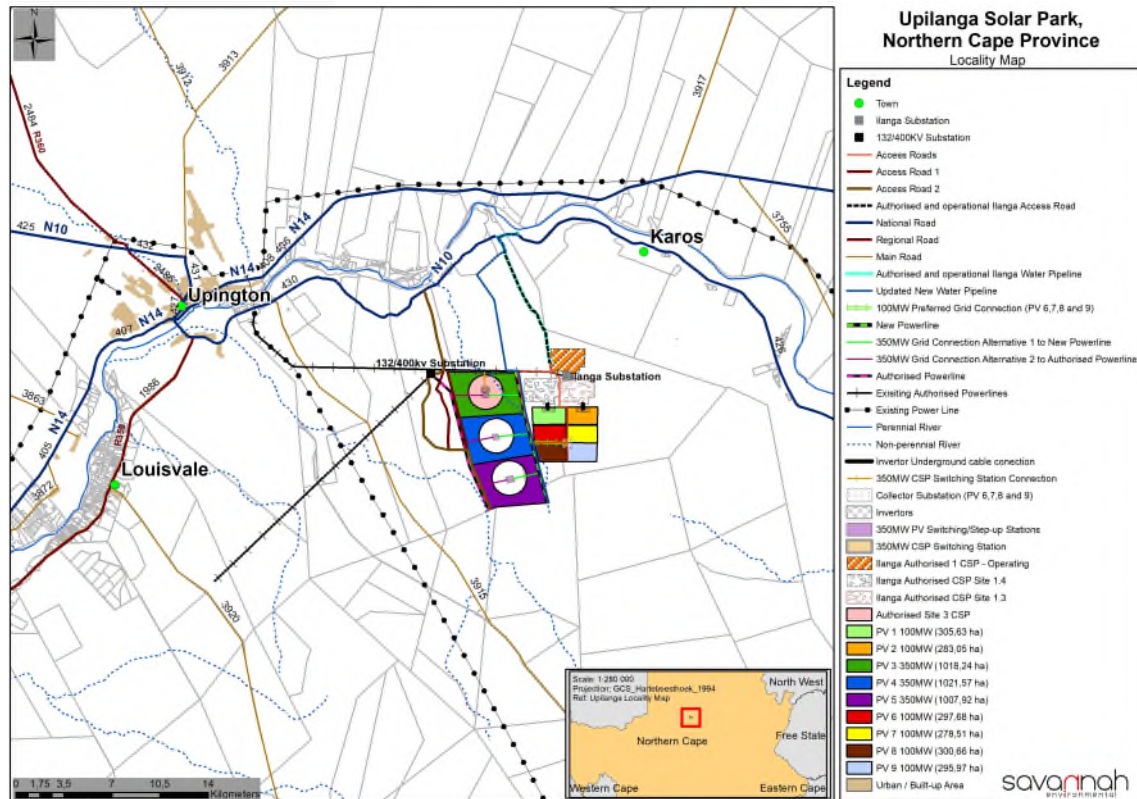 Upilanga Solar Park,
Northern Cape Province
Locality Map
Legend
Town
Ilanga Substation
132/400KV Substation
Access Roads
Access Road 1
Access Road 2
Authorised and operational Ilanga Access Road
National Road
Regional Road
Main Road
Authorised and operational Ilanga Water Pipeline
Updated New Water Pipeline
100MW Preferred Grid Connection (PV 6,7,8 and 9)
New Powerline
350MW Grid Connection Alternative 1 to New Powerline
350MW Grid Connection Alternative 2 to Authorised Powerline
Authorised Powerline
Exisiting Authorised Powerlines
Existing Power Line
Perennial River
Non-perennial River
Invertor Underground cable conection
350MW CSP Switching Station Connection
Collector Substation (PV 6,7,8 and 9)
Invertors
350MW PV Switching/Step-up Stations
350MW CSP Switching Station
Ilanga Authorised 1 CSP - Operating
Ilanga Authorised CSP Site 1.4
Ilanga Authorised CSP Site 1.3
Authorised Site 3 CSP
PV 1 100MW (305,63 ha)
PV 2 100MW (283,05 ha)
PV 3 350MW (1018,24 ha)
PV 4 350MW (1021,57 ha)
PV 5 350MW (1007,92 ha)
PV 6 100MW (297,68 ha)
PV 7 100MW (278,51 ha)
PV 8 100MW (300,66 ha)
PV 9 100MW (295,97 ha)
Urban / Built-up Area
savannah
environmental
N
3912
3913
3917
2484
R360
3755
425
N10
432
431
2486
N14
408
456
N14
N10
430
Karos
Upington
427
407
N14
426
132/400kv Substation
Ilanga Substation
1986
3863
N14
405
R359
Louisvale
3872
3915
3920
Scale: 1:250 000
Projection: GCS_Hartebeesthoek_1994
Ref: Upilanga Locality Map
North West
Northern Cape
Free State
Western Cape
Eastern Cape
0 1,75 3,5 7 10,5 14
Kilometers